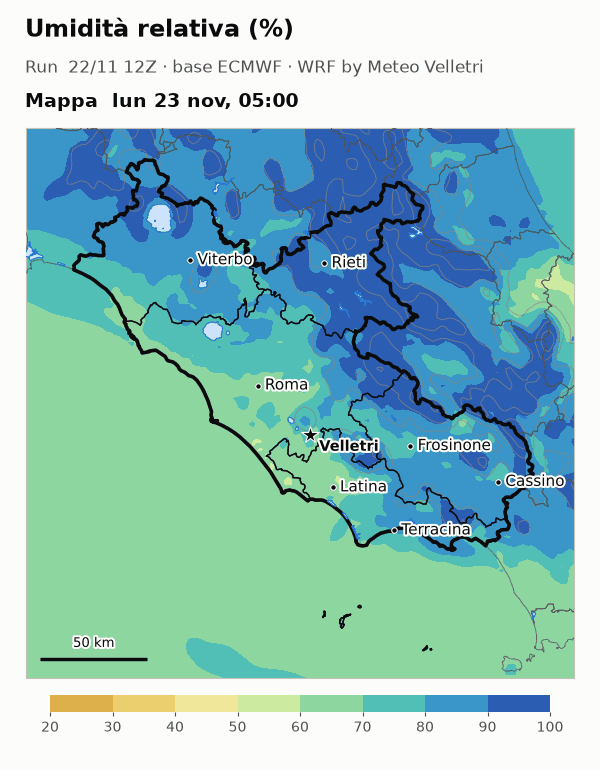 Umidità relativa (%)
Run  22/11 12Z · base ECMWF · WRF by Meteo Velletri
Mappa  lun 23 nov, 05:00
Viterbo
Rieti
Roma
Velletri
Frosinone
Latina
Cassino
Terracina
50 km
20 30 40 50 60 70 80 90 100